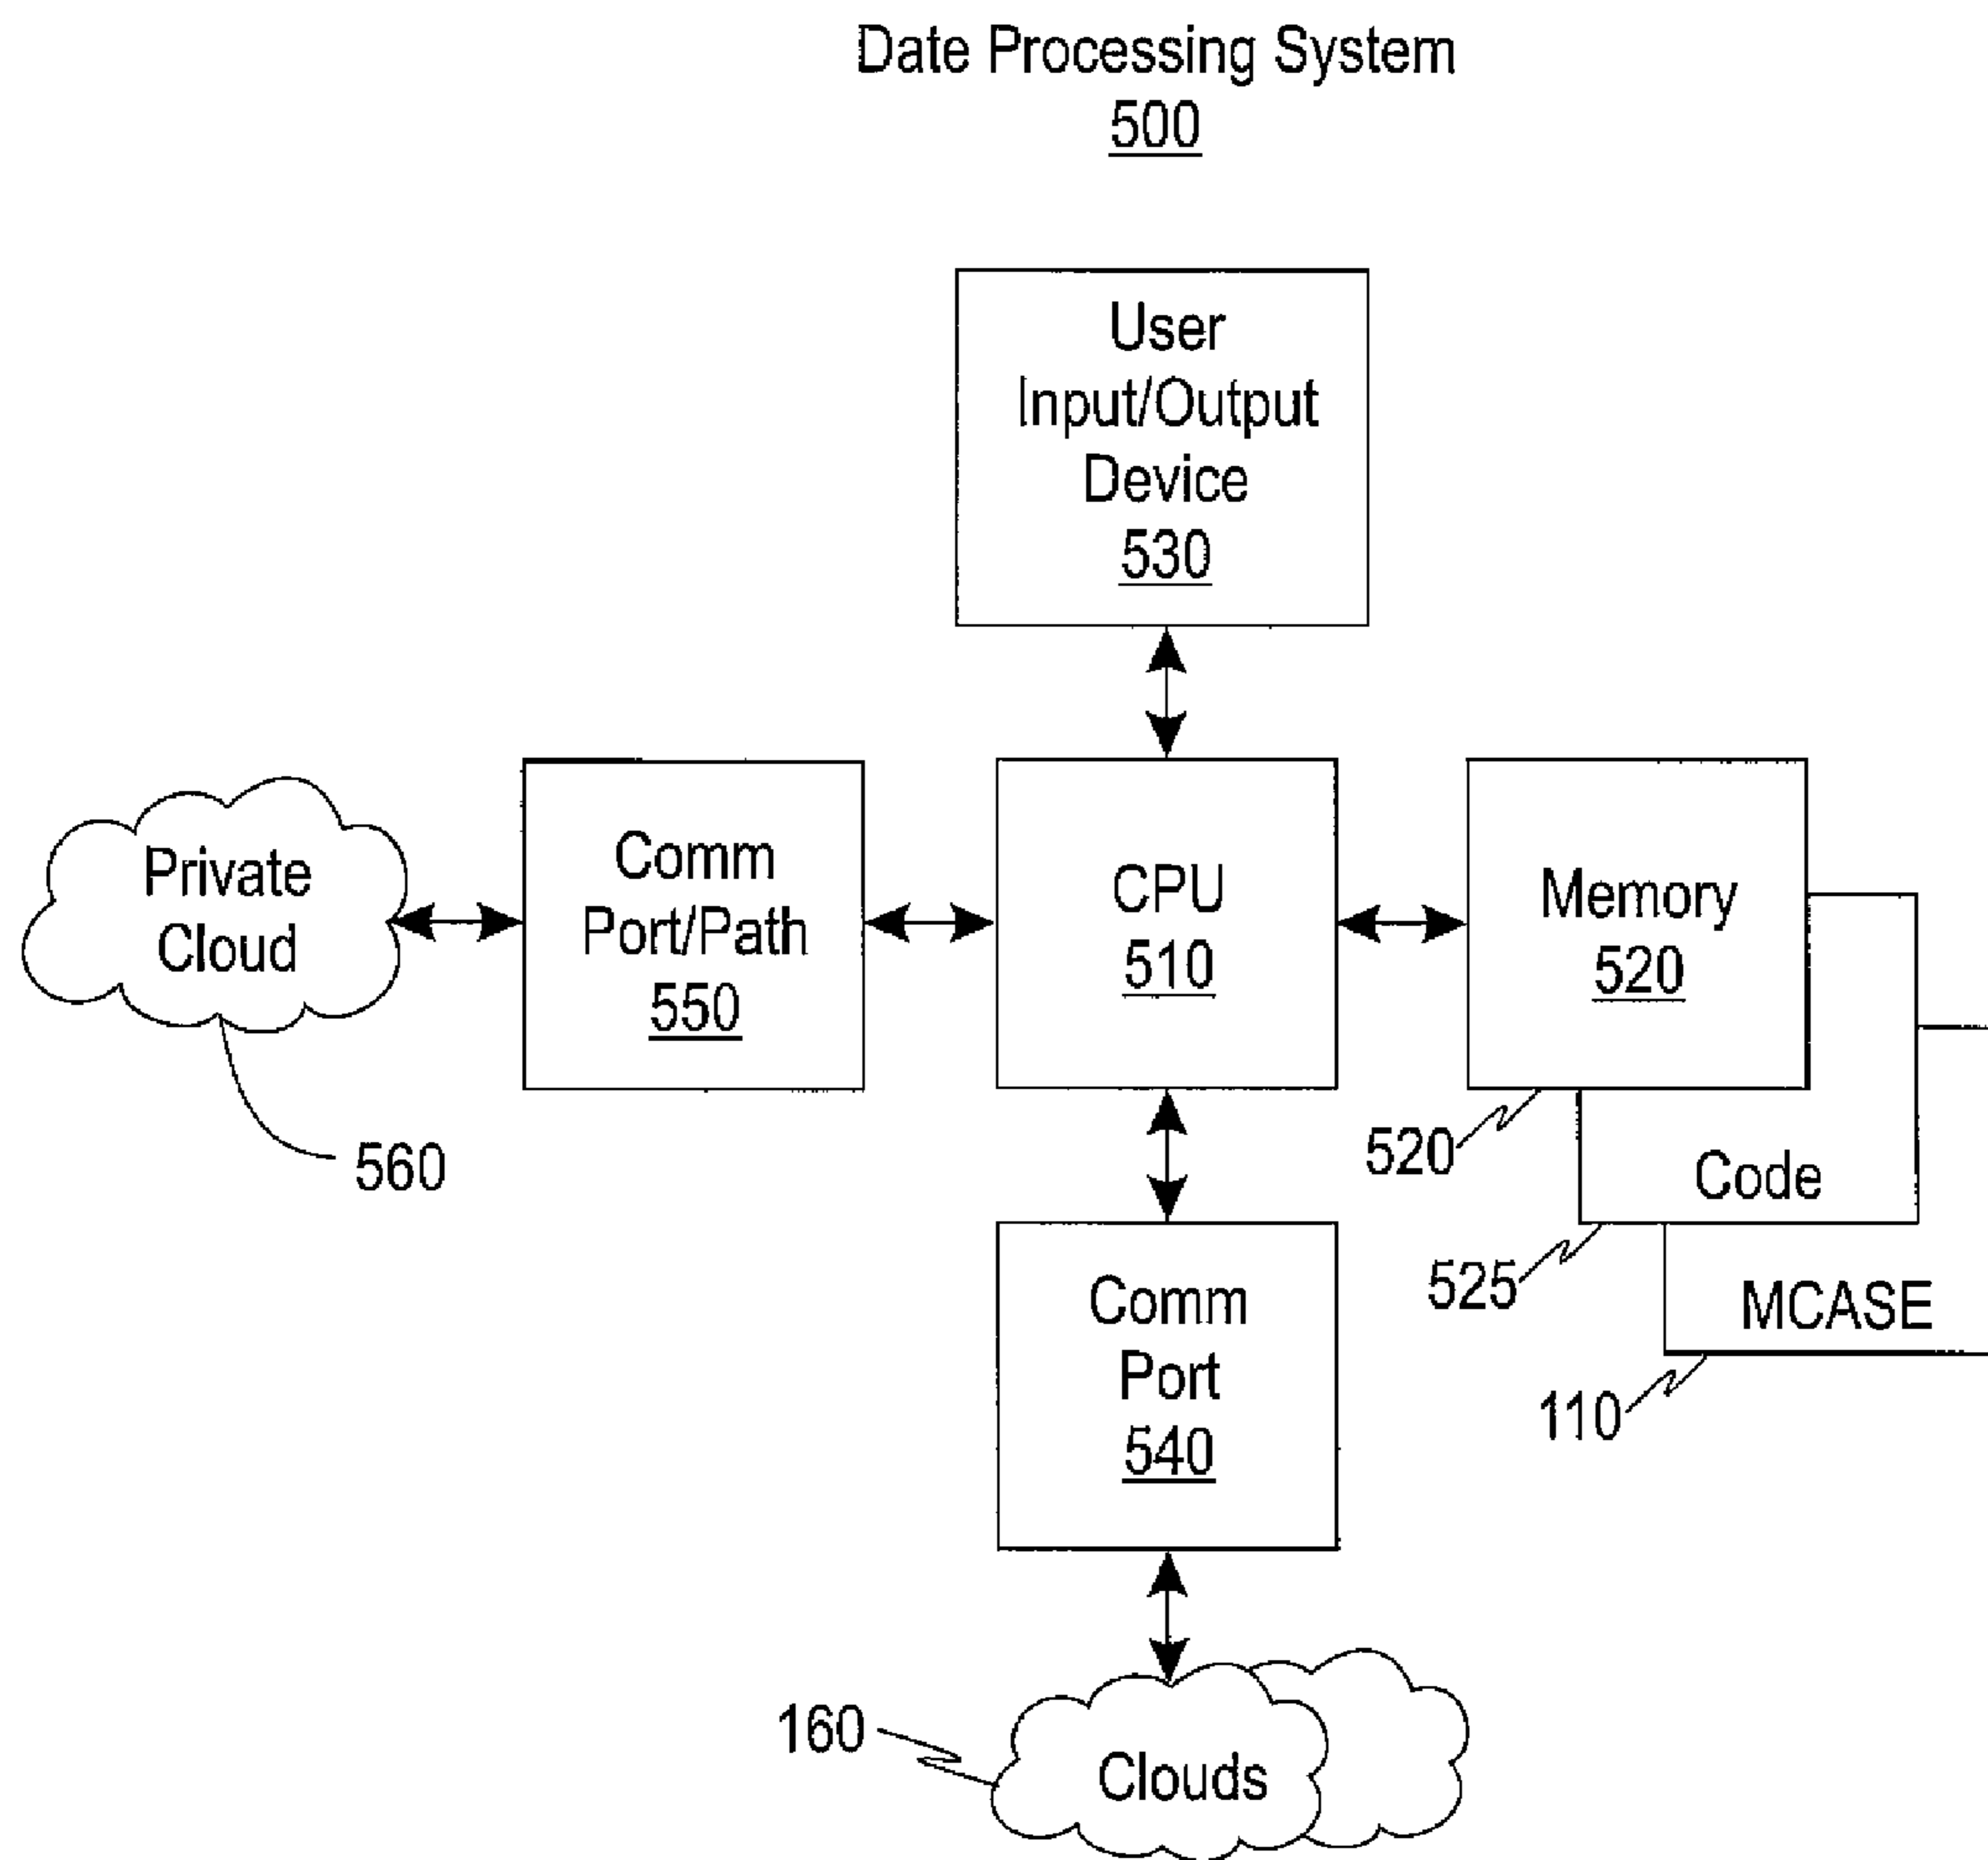 Date Processing System
500
User
Input/Output
Device
530
Private
Cloud
560
Comm
Port/Path
550
CPU
510
Memory
520
520
Code
525
MCASE
110
Comm
Port
540
160
Clouds